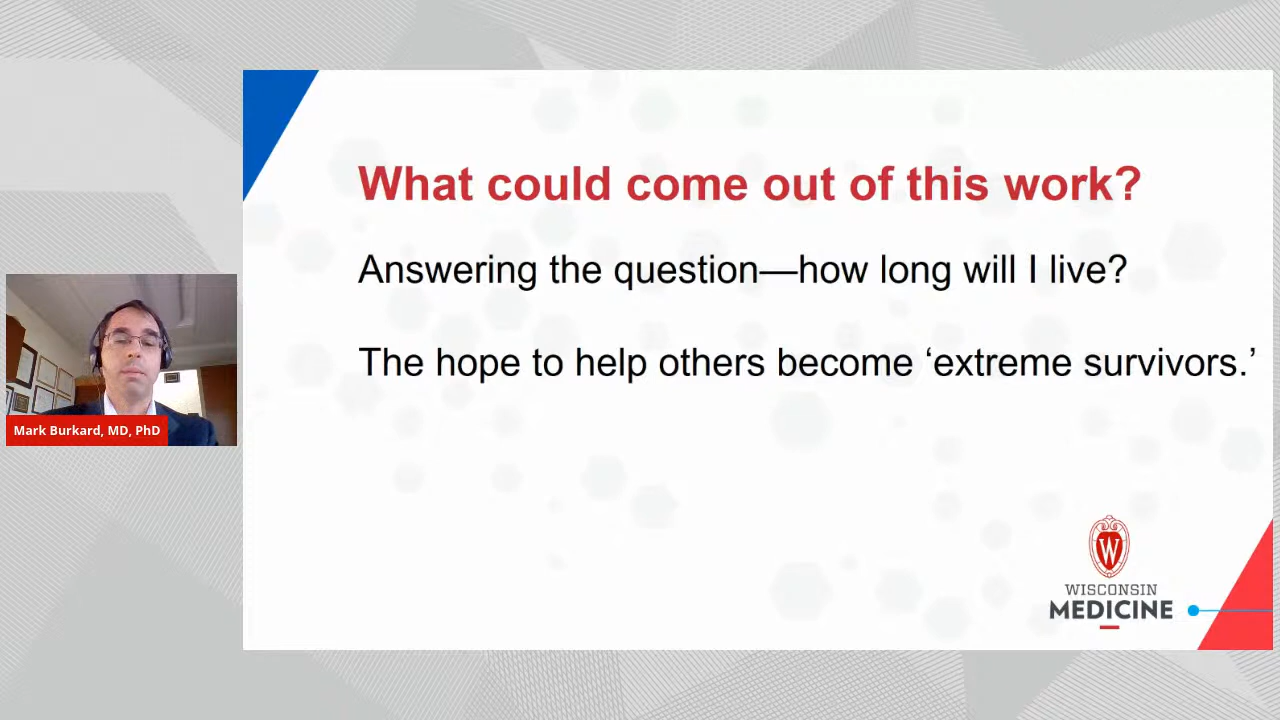 What could come out of this work?
Answering the question—how long will I live?
The hope to help others become ‘extreme survivors.’
Mark Burkard, MD, PhD
W
WISCONSIN
MEDICINE